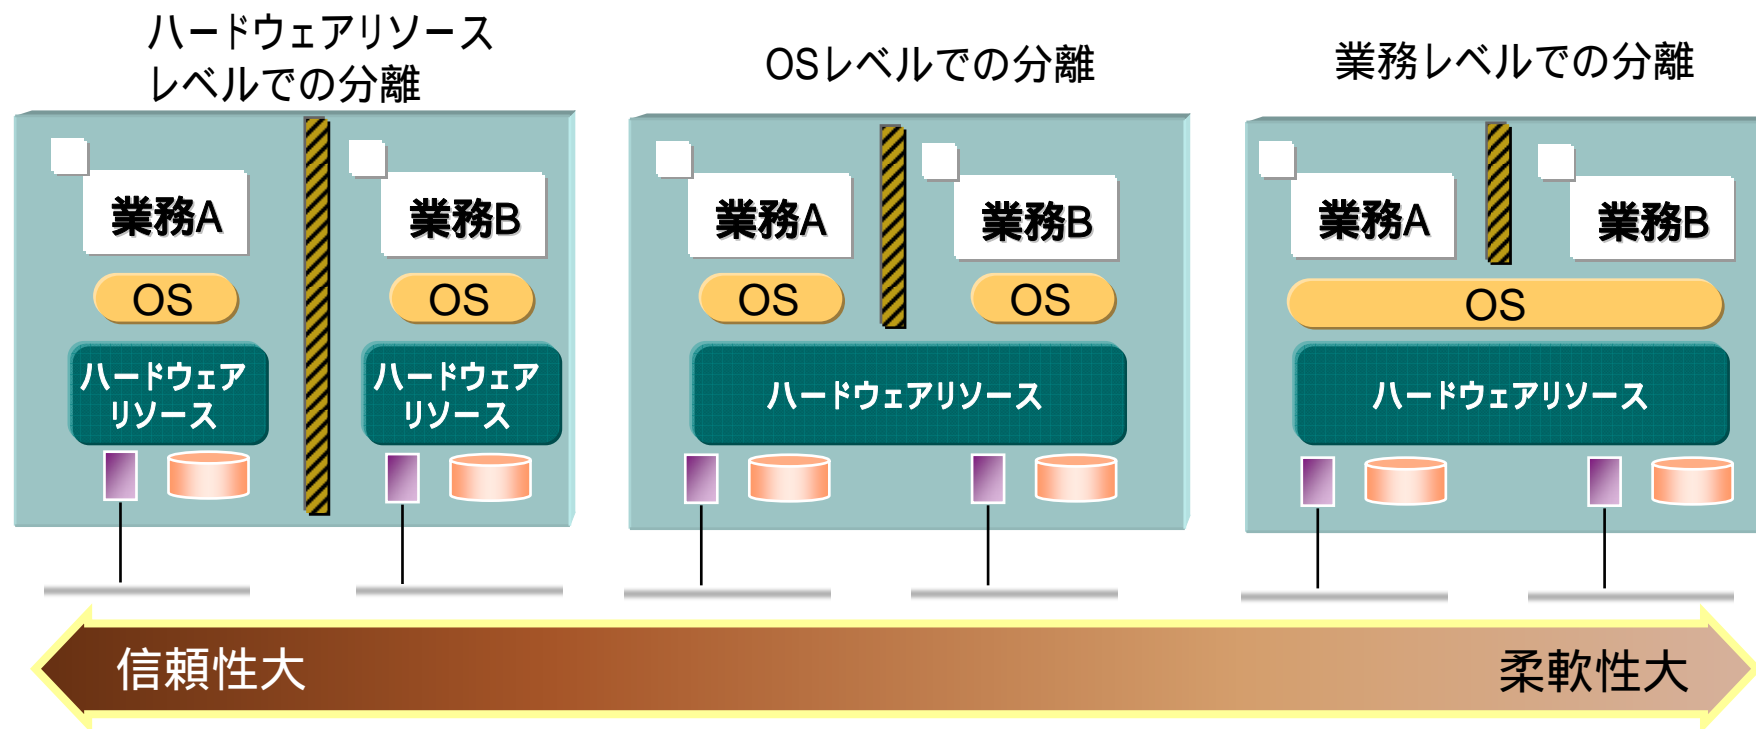 ハードウェアリソース
レベルでの分離
OSレベルでの分離
業務レベルでの分離
業務A
業務B
OS
OS
ハードウェア
リソース
ハードウェア
リソース
業務A
業務B
OS
OS
ハードウェアリソース
業務A
業務B
OS
ハードウェアリソース
信頼性大
柔軟性大